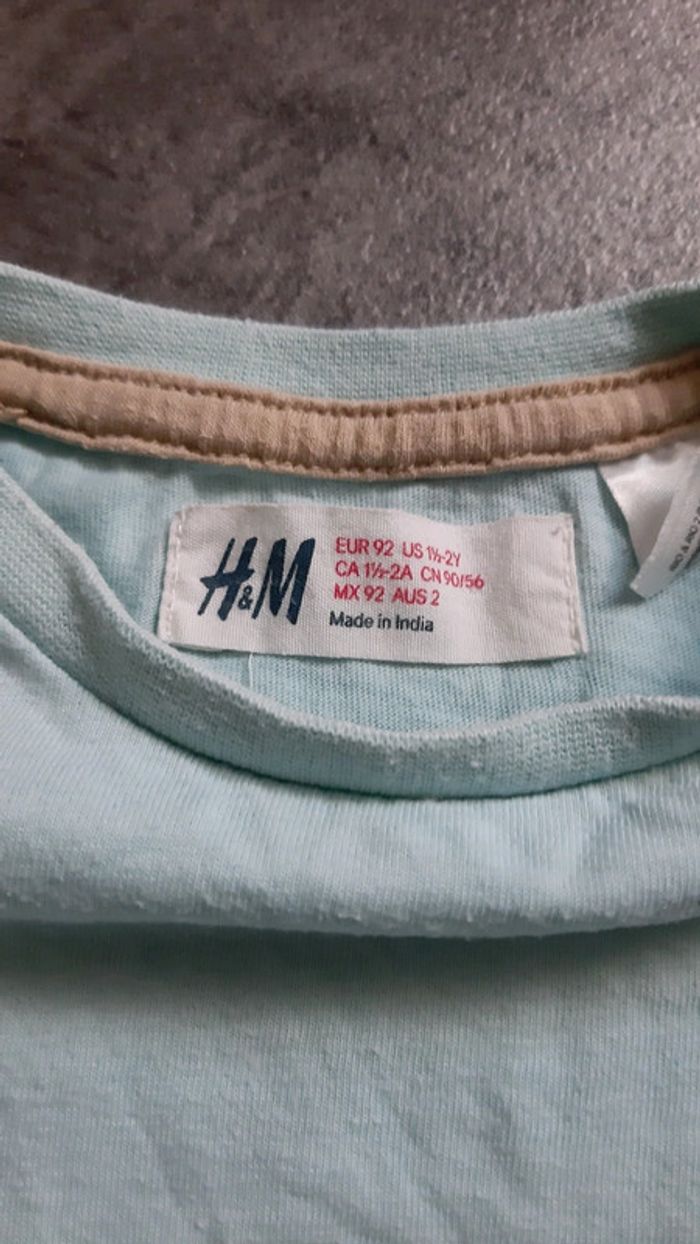 H&M
EUR 92 US 1½-2Y
CA 1½-2A CN 90/56
MX 92 AUS 2
Made in India